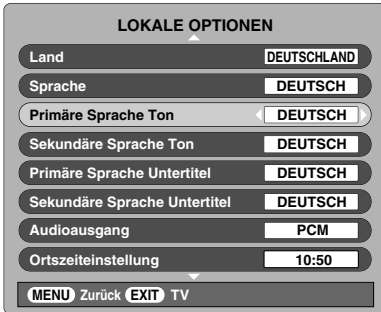 LOKALE OPTIONEN
Land DEUTSCHLAND
Sprache DEUTSCH
Primäre Sprache Ton DEUTSCH
Sekundäre Sprache Ton DEUTSCH
Primäre Sprache Untertitel DEUTSCH
Sekundäre Sprache Untertitel DEUTSCH
Audioausgang PCM
Ortszeiteinstellung 10:50
MENU Zurück EXIT TV